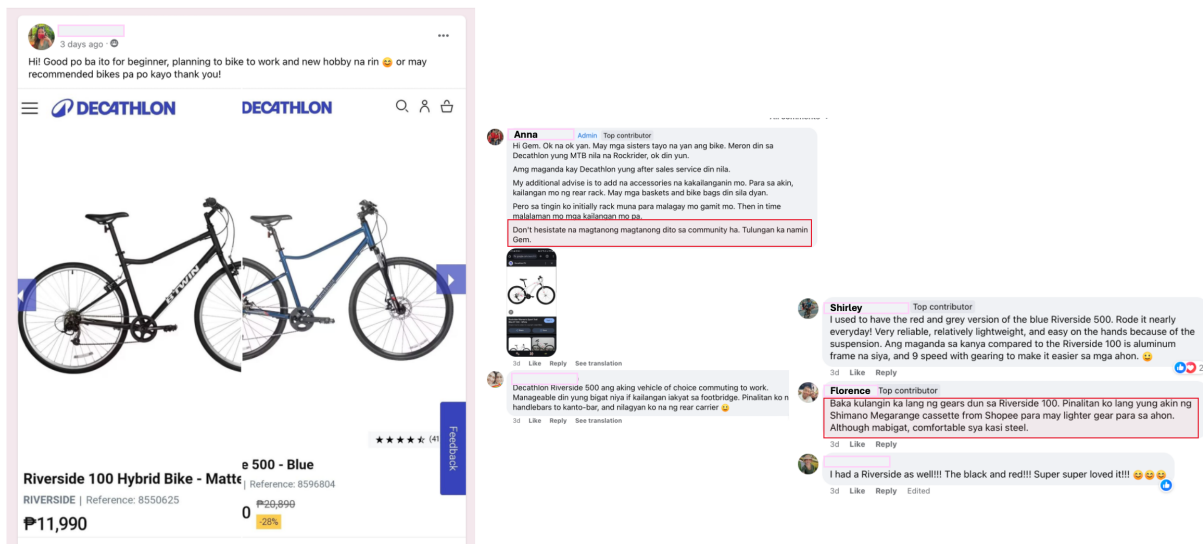 3 days ago ·
Hi! Good po ba ito for beginner, planning to bike to work and new hobby na rin 😊 or may
recommended bikes pa po kayo thank you!
DECATHLON
DECATHLON
BTWIN
Feedback
(41
Riverside 100 Hybrid Bike - Matte
RIVERSIDE | Reference: 8550625
₱11,990
e 500 - Blue
| Reference: 8596804
0 ₱20,890
-28%
Anna Admin Top contributor
Hi Gem. Ok na ok yan. May mga sisters tayo na yan ang bike. Meron din sa
Decathlon yung MTB nila na Rockrider, ok din yun.
Amg maganda kay Decathlon yung after sales service din nila.
My additional advise is to add na accessories na kakailanganin mo. Para sa akin,
kailangan mo ng rear rack. May mga baskets and bike bags din sila dyan.
Pero sa tingin ko initially rack muna para malagay mo gamit mo. Then in time
malalaman mo mga kailangan mo pa.
Don't hesistate na magtanong magtanong dito sa community ha. Tulungan ka namin
Gem.
3d Like Reply See translation
Decathlon Riverside 500 ang aking vehicle of choice commuting to work.
Manageable din yung bigat niya if kailangan iakyat sa footbridge. Pinalitan ko n
handlebars to kanto-bar, and nilagyan ko na ng rear carrier 😉
3d Like Reply See translation
Shirley Top contributor
I used to have the red and grey version of the blue Riverside 500. Rode it nearly
everyday! Very reliable, relatively lightweight, and easy on the hands because of the
suspension. Ang maganda sa kanya compared to the Riverside 100 is aluminum
frame na siya, and 9 speed with gearing to make it easier sa mga ahon. 😉
3d Like Reply
2
Florence Top contributor
Baka kulangin ka lang ng gears dun sa Riverside 100. Pinalitan ko lang yung akin ng
Shimano Megarange cassette from Shopee para may lighter gear para sa ahon.
Although mabigat, comfortable sya kasi steel.
3d Like Reply
I had a Riverside as well!!! The black and red!!! Super super loved it!!! 😊😊😊
3d Like Reply Edited